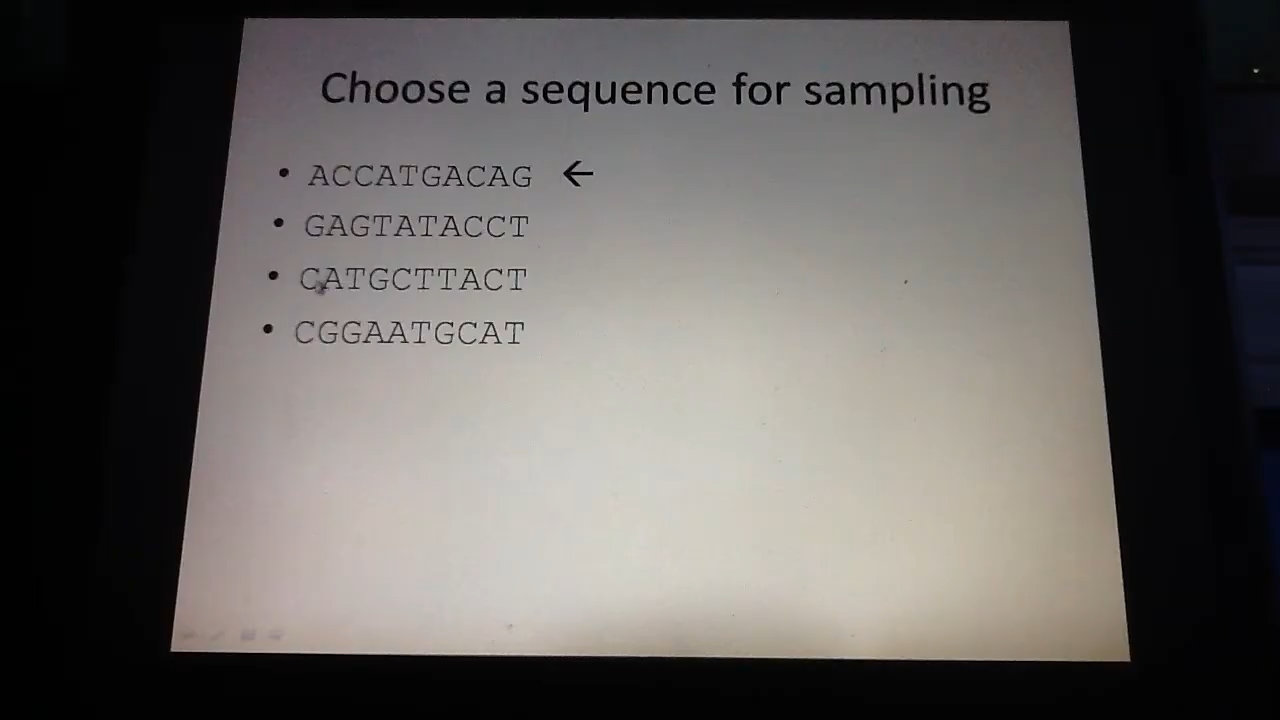 Choose a sequence for sampling
• ACCATGACAG ←
• GAGTATACCT
• CATGCTTACT
• CGGAATGCAT